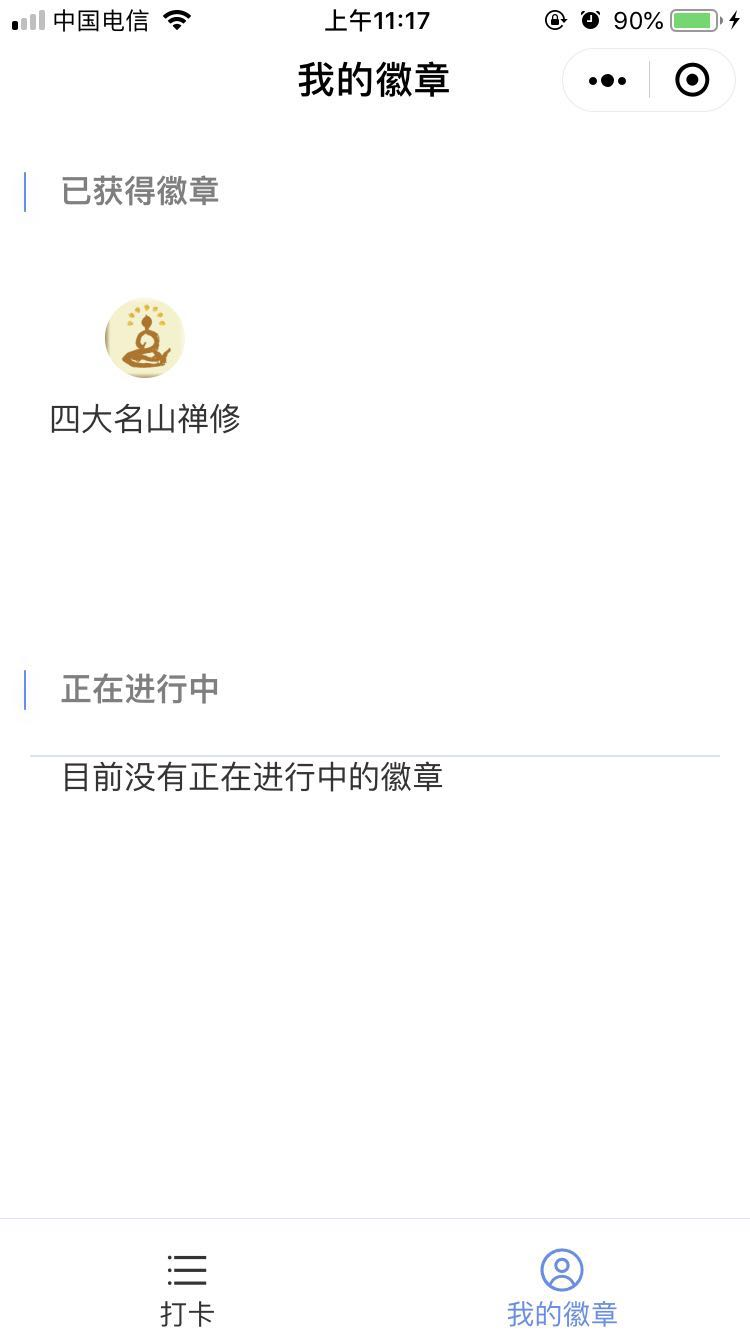 中国电信 上午11:17 90%
我的徽章
已获得徽章
四大名山禅修
正在进行中
目前没有正在进行中的徽章
打卡 我的徽章